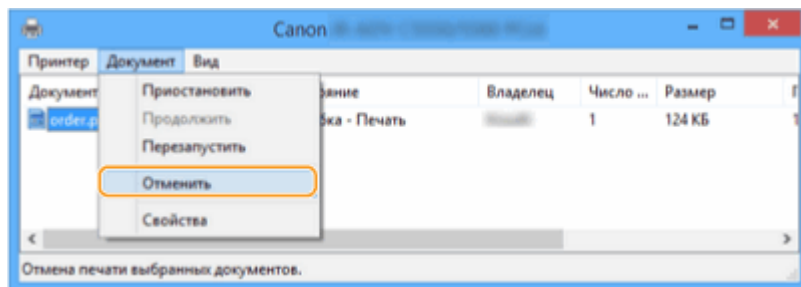 Canon
Принтер Документ Вид
Документ Приостановить яние Владелец Число ... Размер
order.p Продолжить бка - Печать 1 124 КБ
Перезапустить
Отменить
Свойства
Отмена печати выбранных документов.